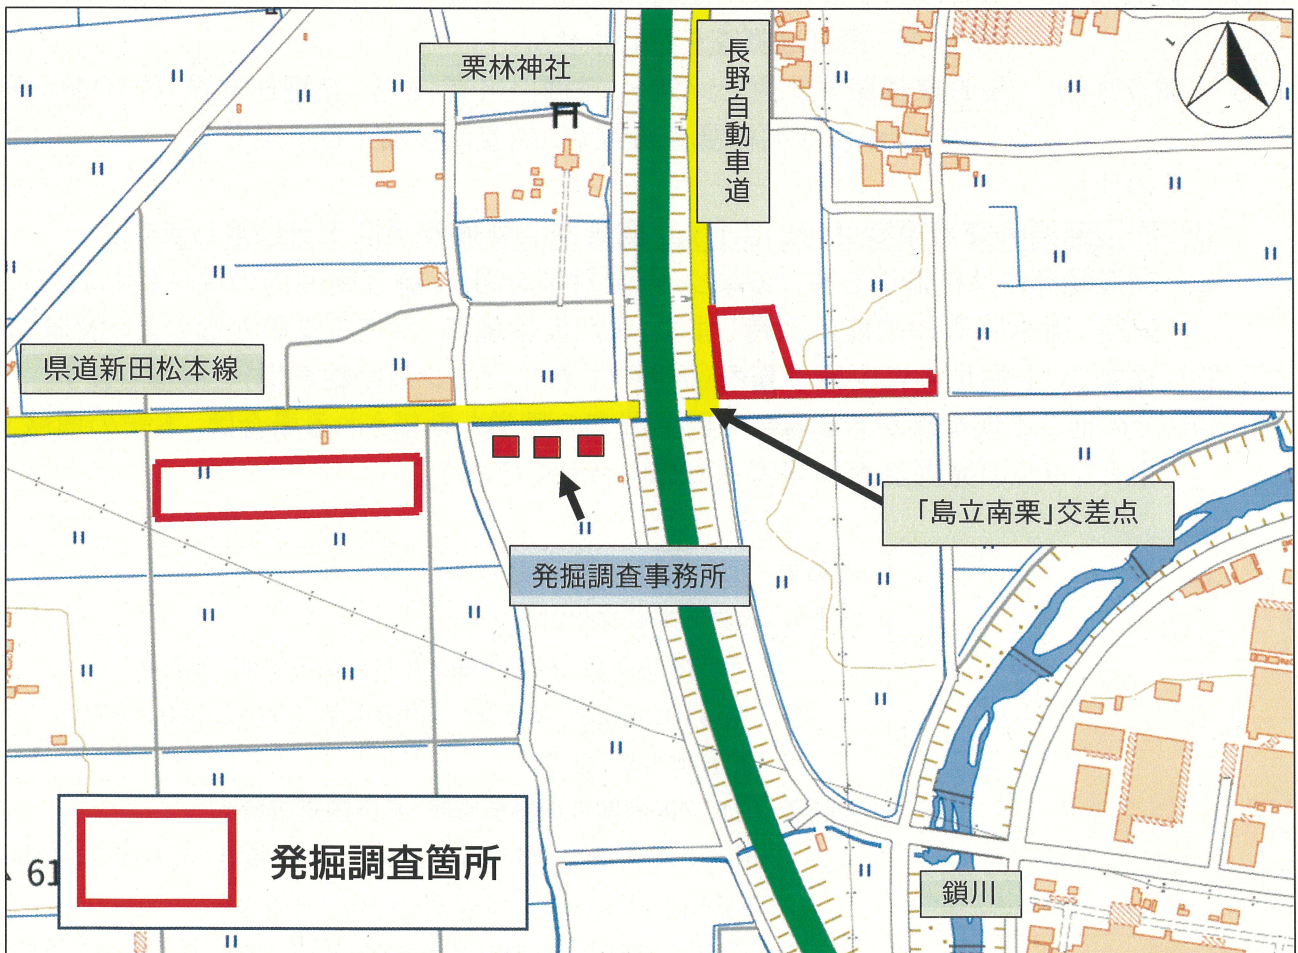 栗林神社
長野自動車道
県道新田松本線
「島立南栗」交差点
発掘調査事務所
発掘調査箇所
61
鎖川